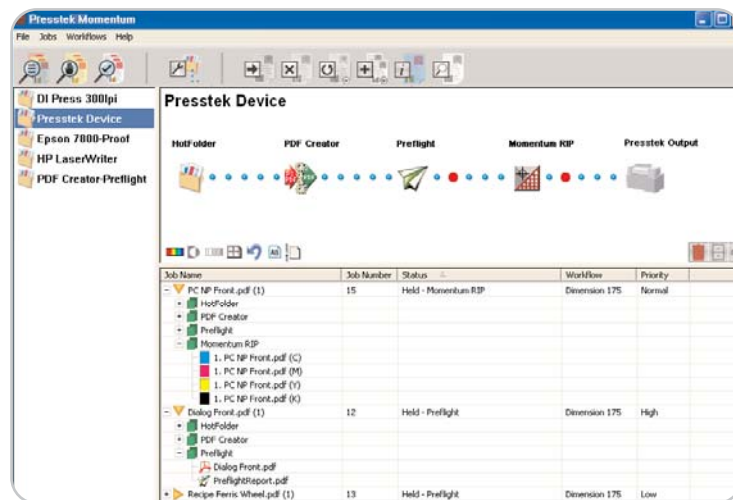 Presstek Momentum
File Jobs Workflows Help
DI Press 300lpi
Presstek Device
Epson 7800-Proof
HP LaserWriter
PDF Creator-Preflight
Presstek Device
HotFolder PDF Creator Preflight Momentum RIP Presstek Output
Job Name Job Number Status Workflow Priority
PC NP Front.pdf (1) 15 Held - Momentum RIP Dimension 175 Normal
HotFolder
PDF Creator
Preflight
Momentum RIP
1. PC NP Front.pdf (C)
1. PC NP Front.pdf (M)
1. PC NP Front.pdf (Y)
1. PC NP Front.pdf (K)
Dialog Front.pdf (1) 12 Held - Preflight Dimension 175 High
HotFolder
PDF Creator
Preflight
Dialog Front.pdf
PreflightReport.pdf
Recipe Ferris Wheel.pdf (1) 13 Held - Preflight Dimension 175 Low